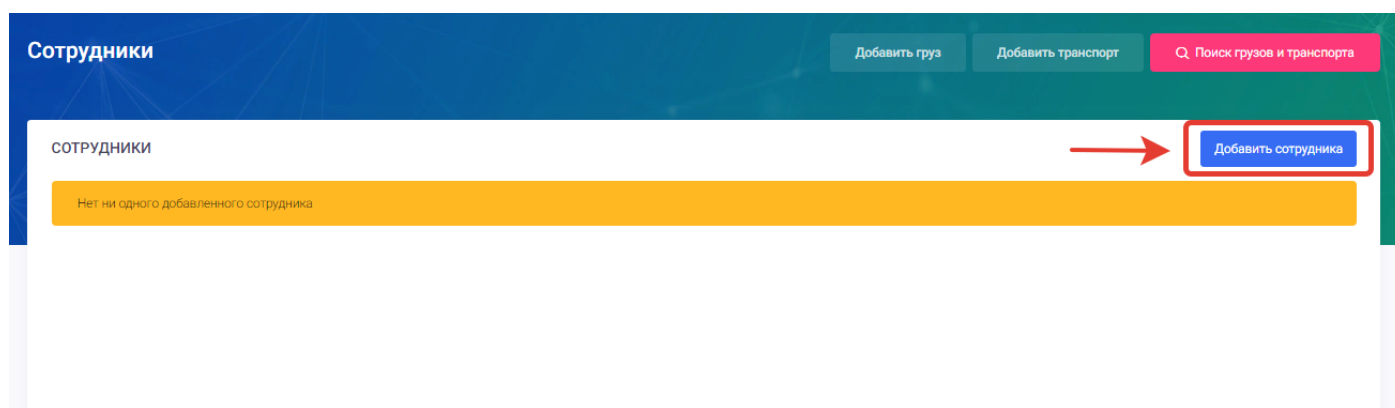 Сотрудники
Добавить груз
Добавить транспорт
Поиск грузов и транспорта
СОТРУДНИКИ
Добавить сотрудника
Нет ни одного добавленного сотрудника